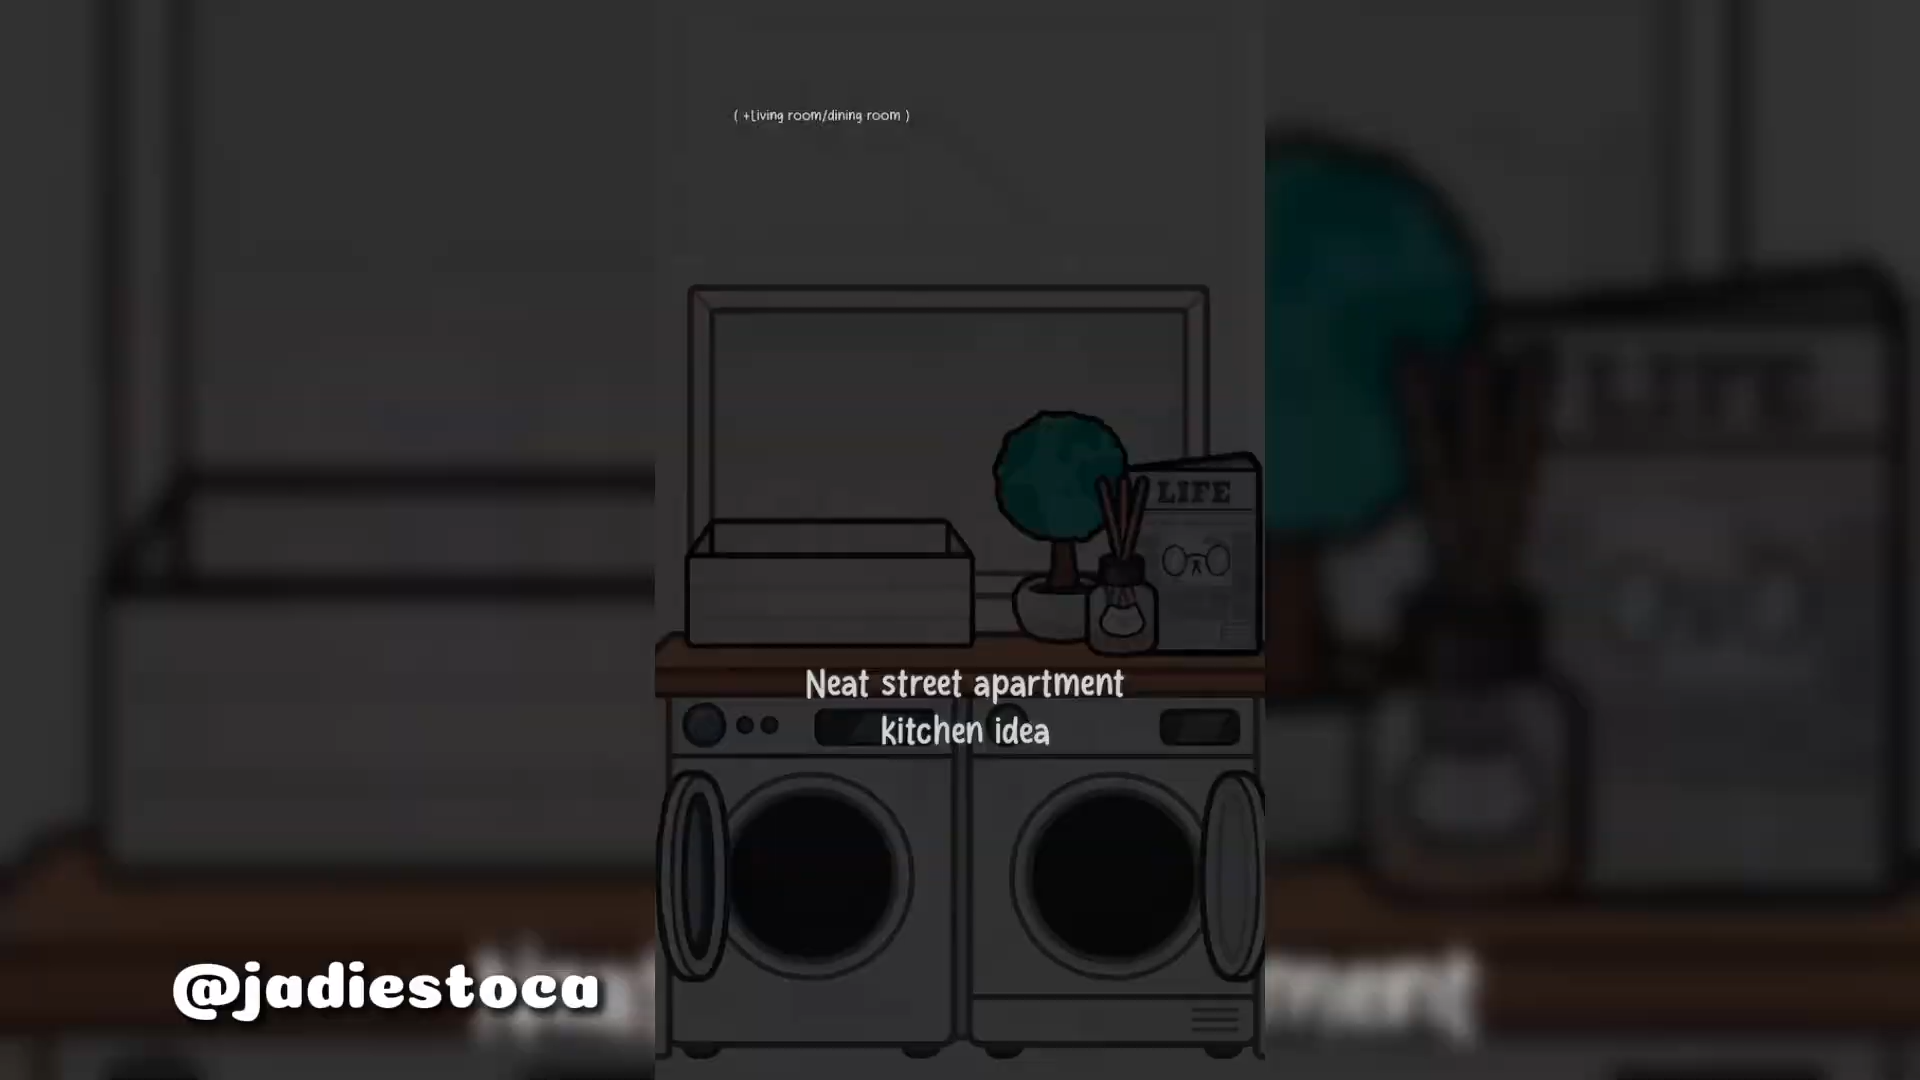 ( +Living room/dining room )
LIFE
Neat street apartment
kitchen idea
@jadiestoca